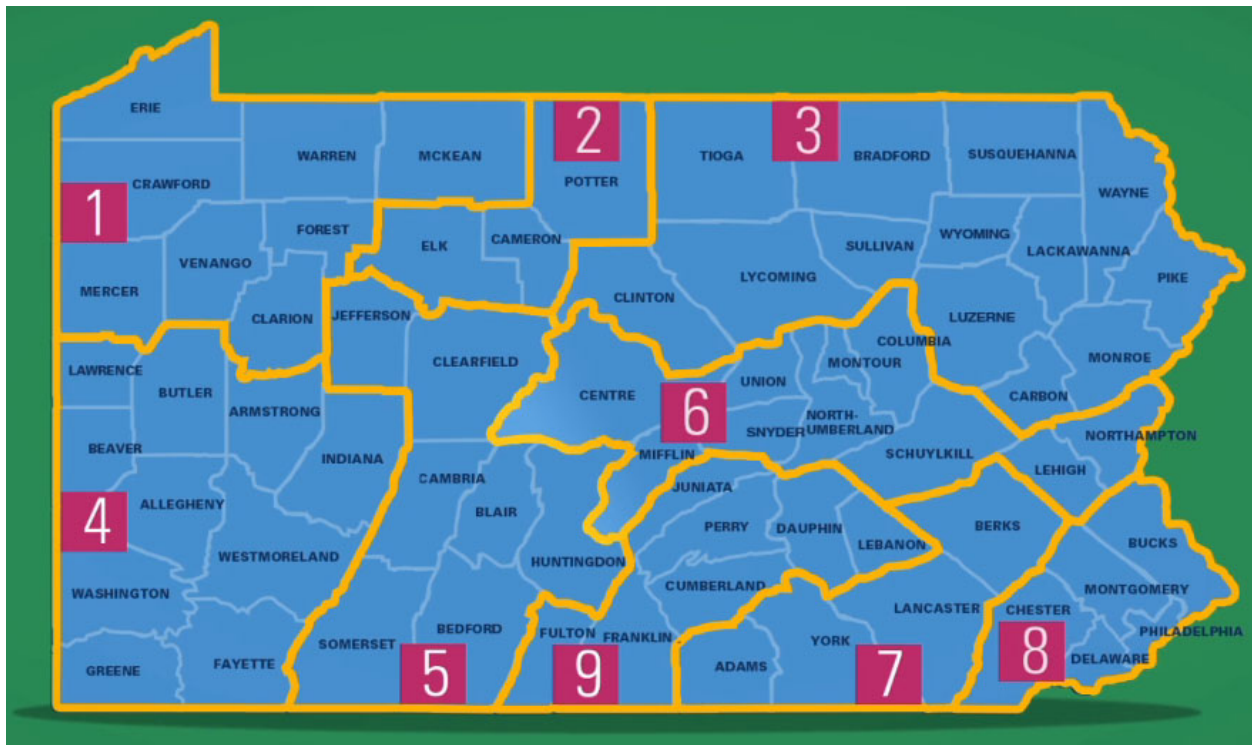 ERIE
2
3
WARREN
MCKEAN
TIOGA
BRADFORD
SUSQUEHANNA
CRAWFORD
POTTER
WAYNE
1
FOREST
ELK
CAMERON
SULLIVAN
WYOMING
LACKAWANNA
VENANGO
MERCER
CLINTON
LYCOMING
PIKE
CLARION
JEFFERSON
LUZERNE
COLUMBIA
LAWRENCE
CLEARFIELD
MONTOUR
MONROE
BUTLER
CENTRE
UNION
CARBON
ARMSTRONG
6
NORTH-
UMBERLAND
SNYDER
NORTHAMPTON
BEAVER
INDIANA
MIFFLIN
SCHUYLKILL
LEHIGH
CAMBRIA
JUNIATA
4
ALLEGHENY
BLAIR
PERRY
DAUPHIN
BERKS
WESTMORELAND
HUNTINGDON
LEBANON
BUCKS
WASHINGTON
CUMBERLAND
MONTGOMERY
LANCASTER
CHESTER
SOMERSET
BEDFORD
FULTON
FRANKLIN
YORK
PHILADELPHIA
GREENE
FAYETTE
ADAMS
DELAWARE
5
9
7
8